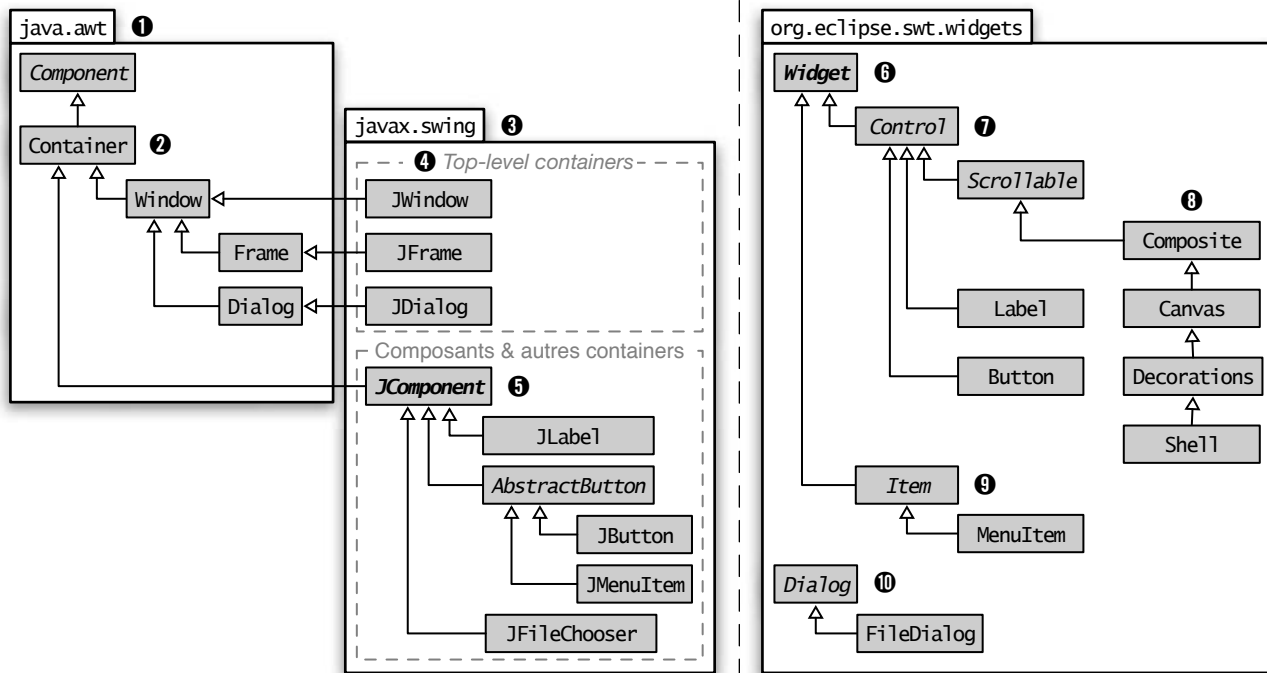 java.awt ❶
Component
Container ❷
Window
Frame
Dialog
javax.swing ❸
❹ Top-level containers
JWindow
JFrame
JDialog
Composants & autres containers
JComponent ❺
JLabel
AbstractButton
JButton
JMenuItem
JFileChooser
org.eclipse.swt.widgets
Widget ❻
Control ❼
Scrollable
❽
Composite
Label
Canvas
Button
Decorations
Shell
Item ❾
MenuItem
Dialog ❿
FileDialog